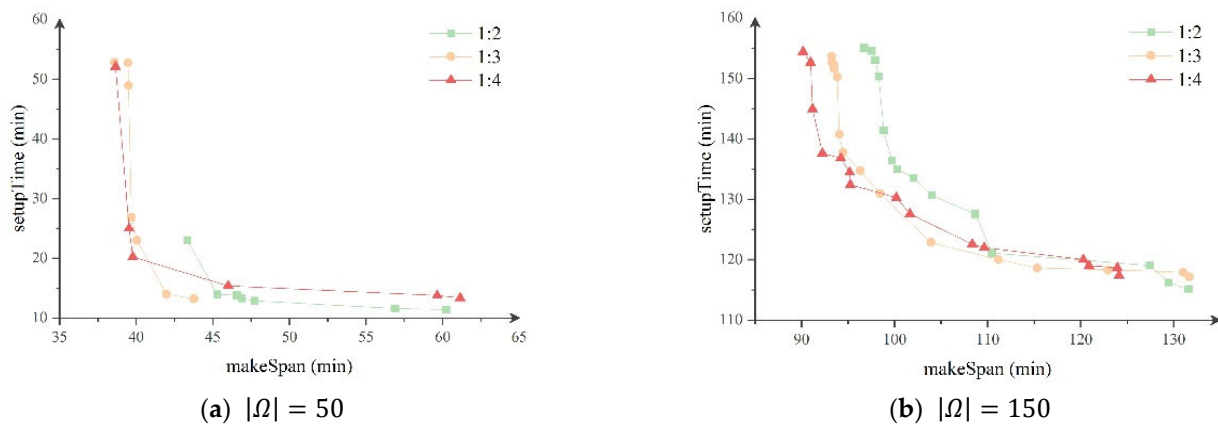 60
50
40
30
20
10
setupTime (min)
1:2
1:3
1:4
35 40 45 50 55 60 65
makeSpan (min)
(a) |Ω| = 50
160
150
140
130
120
110
setupTime (min)
1:2
1:3
1:4
90 100 110 120 130
makeSpan (min)
(b) |Ω| = 150